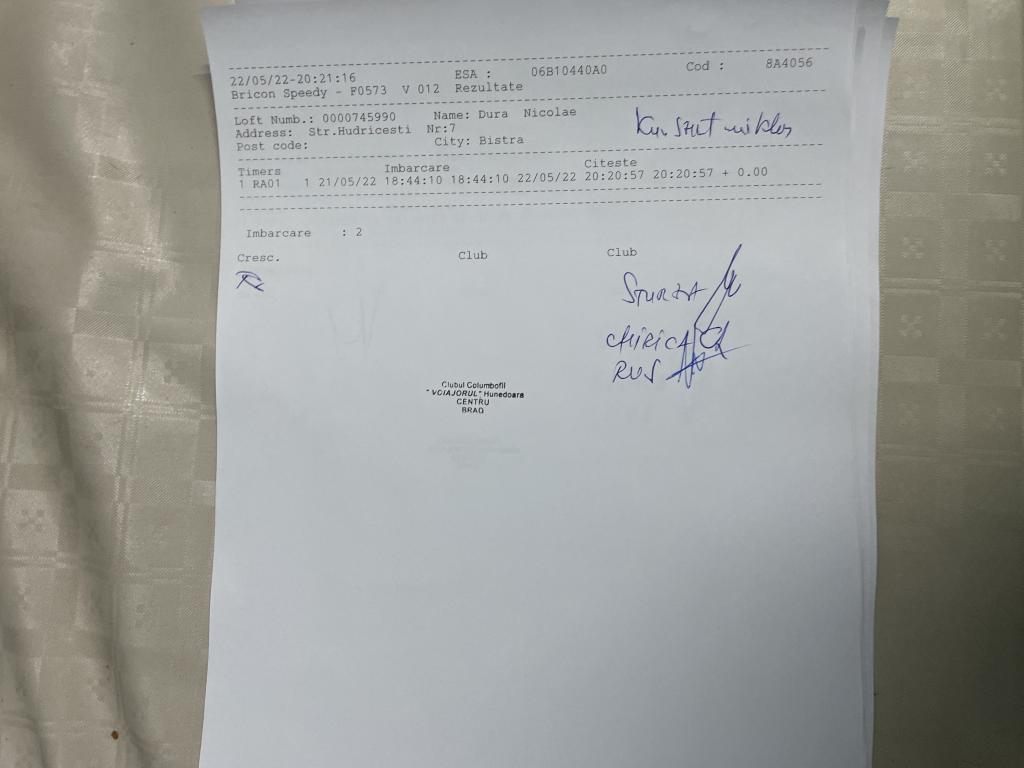 22/05/22-20:21:16 ESA : 06B10440A0 Cod : 8A4056
Bricon Speedy - F0573 V 012 Rezultate
Loft Numb.: 0000745990 Name: Dura Nicolae
Address: Str.Hudricesti Nr:7
Post code: City: Bistra
Timers Imbarcare Citeste
1 RA01 1 21/05/22 18:44:10 18:44:10 22/05/22 20:20:57 20:20:57 + 0.00
Imbarcare : 2
Cresc. Club Club
STURZA
CHIRICA
RUS
Clubul Columbofil
"VOIAJORUL" Hunedoara
CENTRU
BRAD